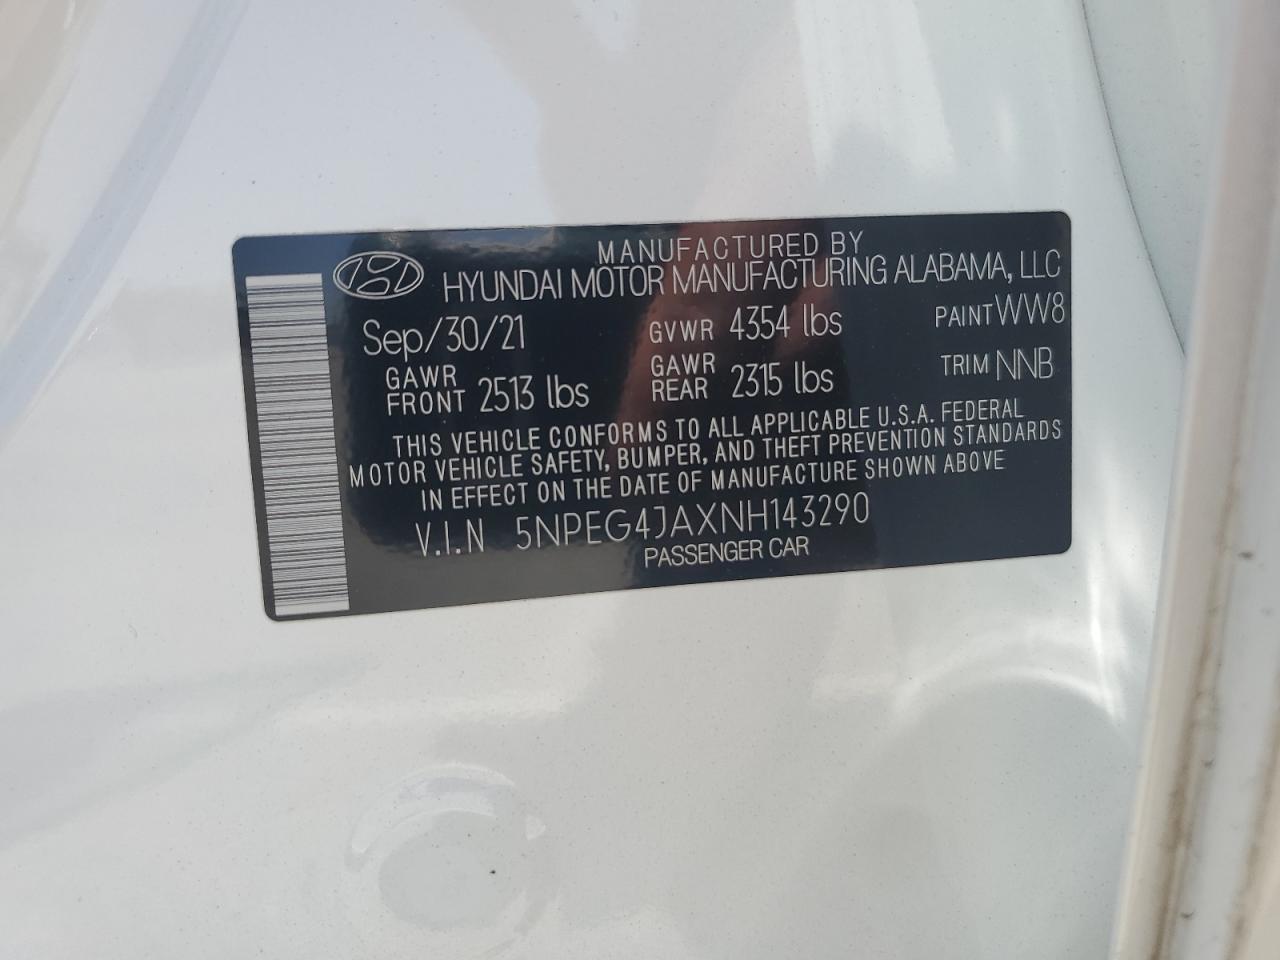 MANUFACTURED BY
HYUNDAI MOTOR MANUFACTURING ALABAMA, LLC
Sep/30/21 GVWR 4354 lbs PAINT WW8
GAWR FRONT 2513 lbs GAWR REAR 2315 lbs TRIM NNB
THIS VEHICLE CONFORMS TO ALL APPLICABLE U.S.A. FEDERAL
MOTOR VEHICLE SAFETY, BUMPER, AND THEFT PREVENTION STANDARDS
IN EFFECT ON THE DATE OF MANUFACTURE SHOWN ABOVE
V.I.N 5NPEG4JAXNH143290
PASSENGER CAR